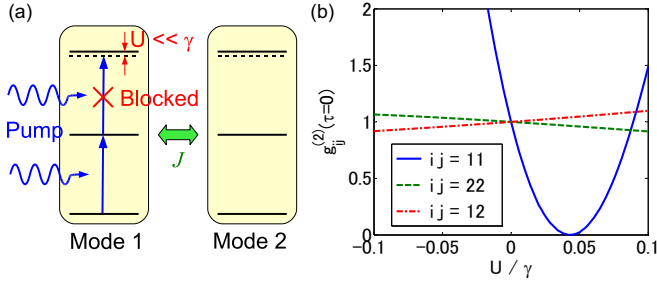 (a)
U << γ
Blocked
Pump
J
Mode 1
Mode 2
(b)
g_{ij}^{(2)}(τ=0)
2
1.5
1
0.5
0
i j = 11
i j = 22
i j = 12
−0.1
−0.05
0
0.05
0.1
U / γ